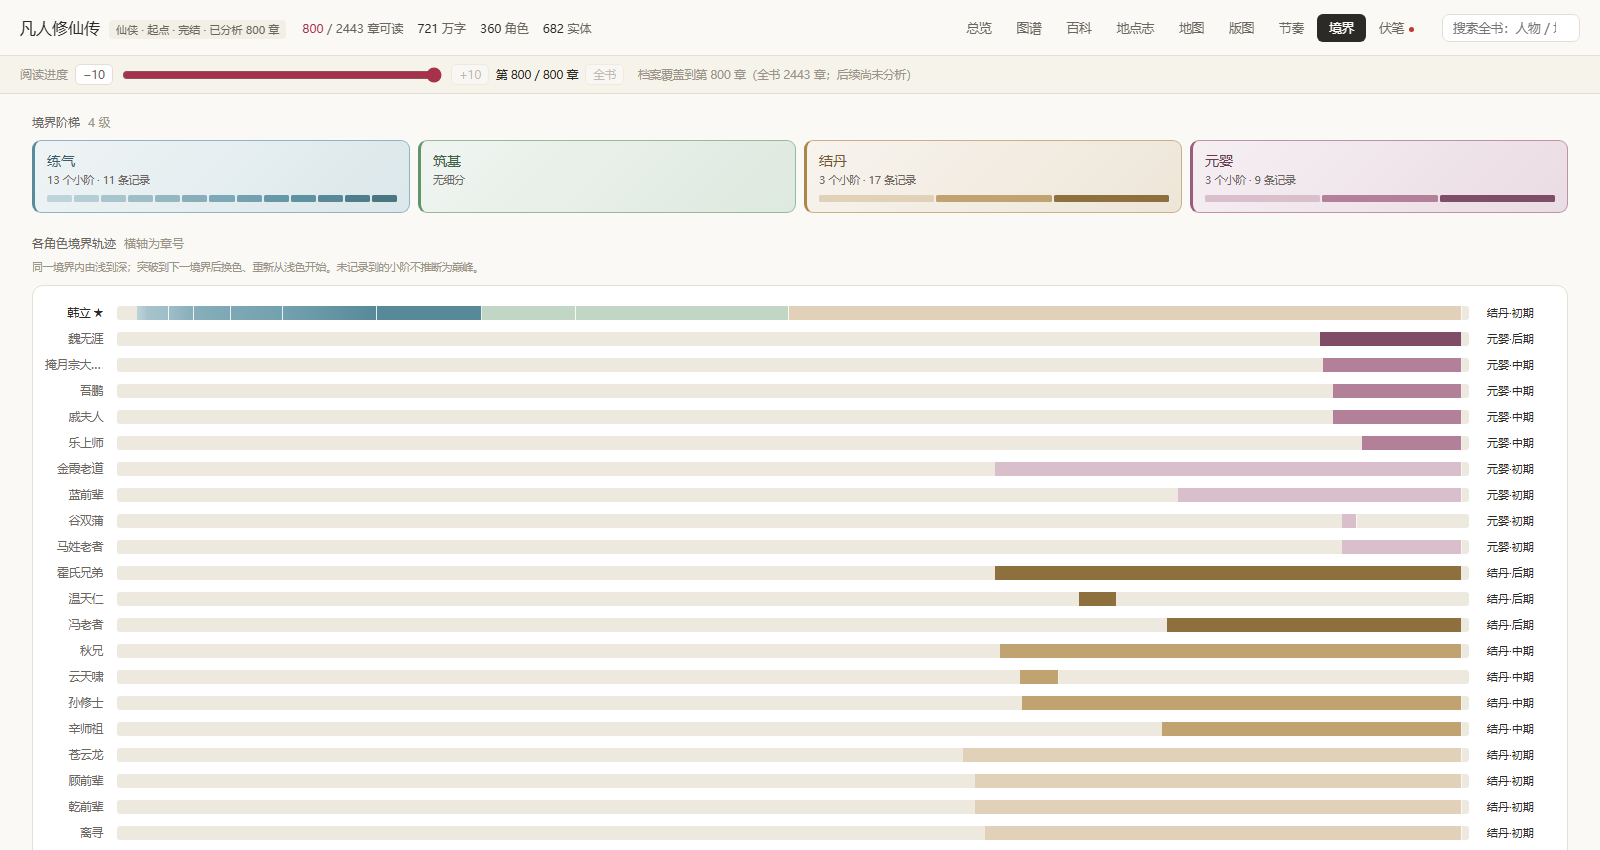 凡人修仙传 仙侠 · 起点 · 完结 · 已分析 800 章 800 / 2443 章可读 721 万字 360 角色 682 实体 总览 图谱 百科 地点志 地图 版图 节奏 境界 伏笔 搜索全书：人物 /
阅读进度 −10 +10 第 800 / 800 章 全书 档案覆盖到第 800 章（全书 2443 章；后续尚未分析）
境界阶梯 4 级
练气
13 个小阶 · 11 条记录
筑基
无细分
结丹
3 个小阶 · 17 条记录
元婴
3 个小阶 · 9 条记录
各角色境界轨迹 横轴为章号
同一境界内由浅到深；突破到下一境界后换色、重新从浅色开始。未记录到的小阶不推断为巅峰。
韩立 ★ 结丹·初期
魏无涯 元婴·后期
掩月宗大... 元婴·中期
吾鹏 元婴·中期
戚夫人 元婴·中期
乐上师 元婴·中期
金霞老道 元婴·初期
蓝前辈 元婴·初期
谷双蒲 元婴·初期
马姓老者 元婴·初期
霍氏兄弟 结丹·后期
温天仁 结丹·后期
冯老者 结丹·后期
秋兄 结丹·中期
云天啸 结丹·中期
孙修士 结丹·中期
辛师祖 结丹·中期
苍云龙 结丹·初期
顾前辈 结丹·初期
乾前辈 结丹·初期
离寻 结丹·初期